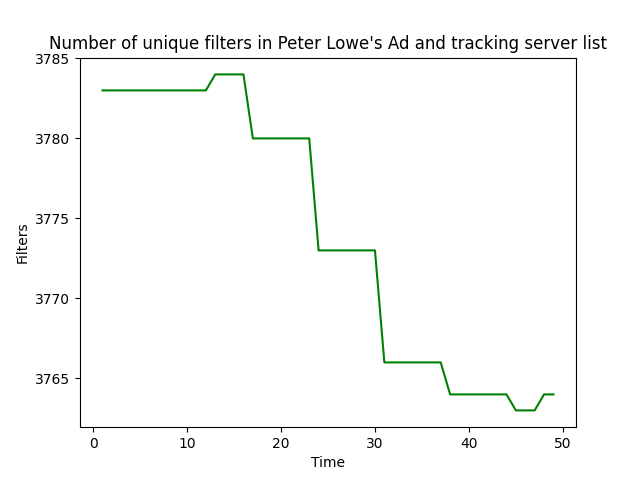 Number of unique filters in Peter Lowe's Ad and tracking server list
3785
3780
3775
3770
3765
Filters
0 10 20 30 40 50
Time